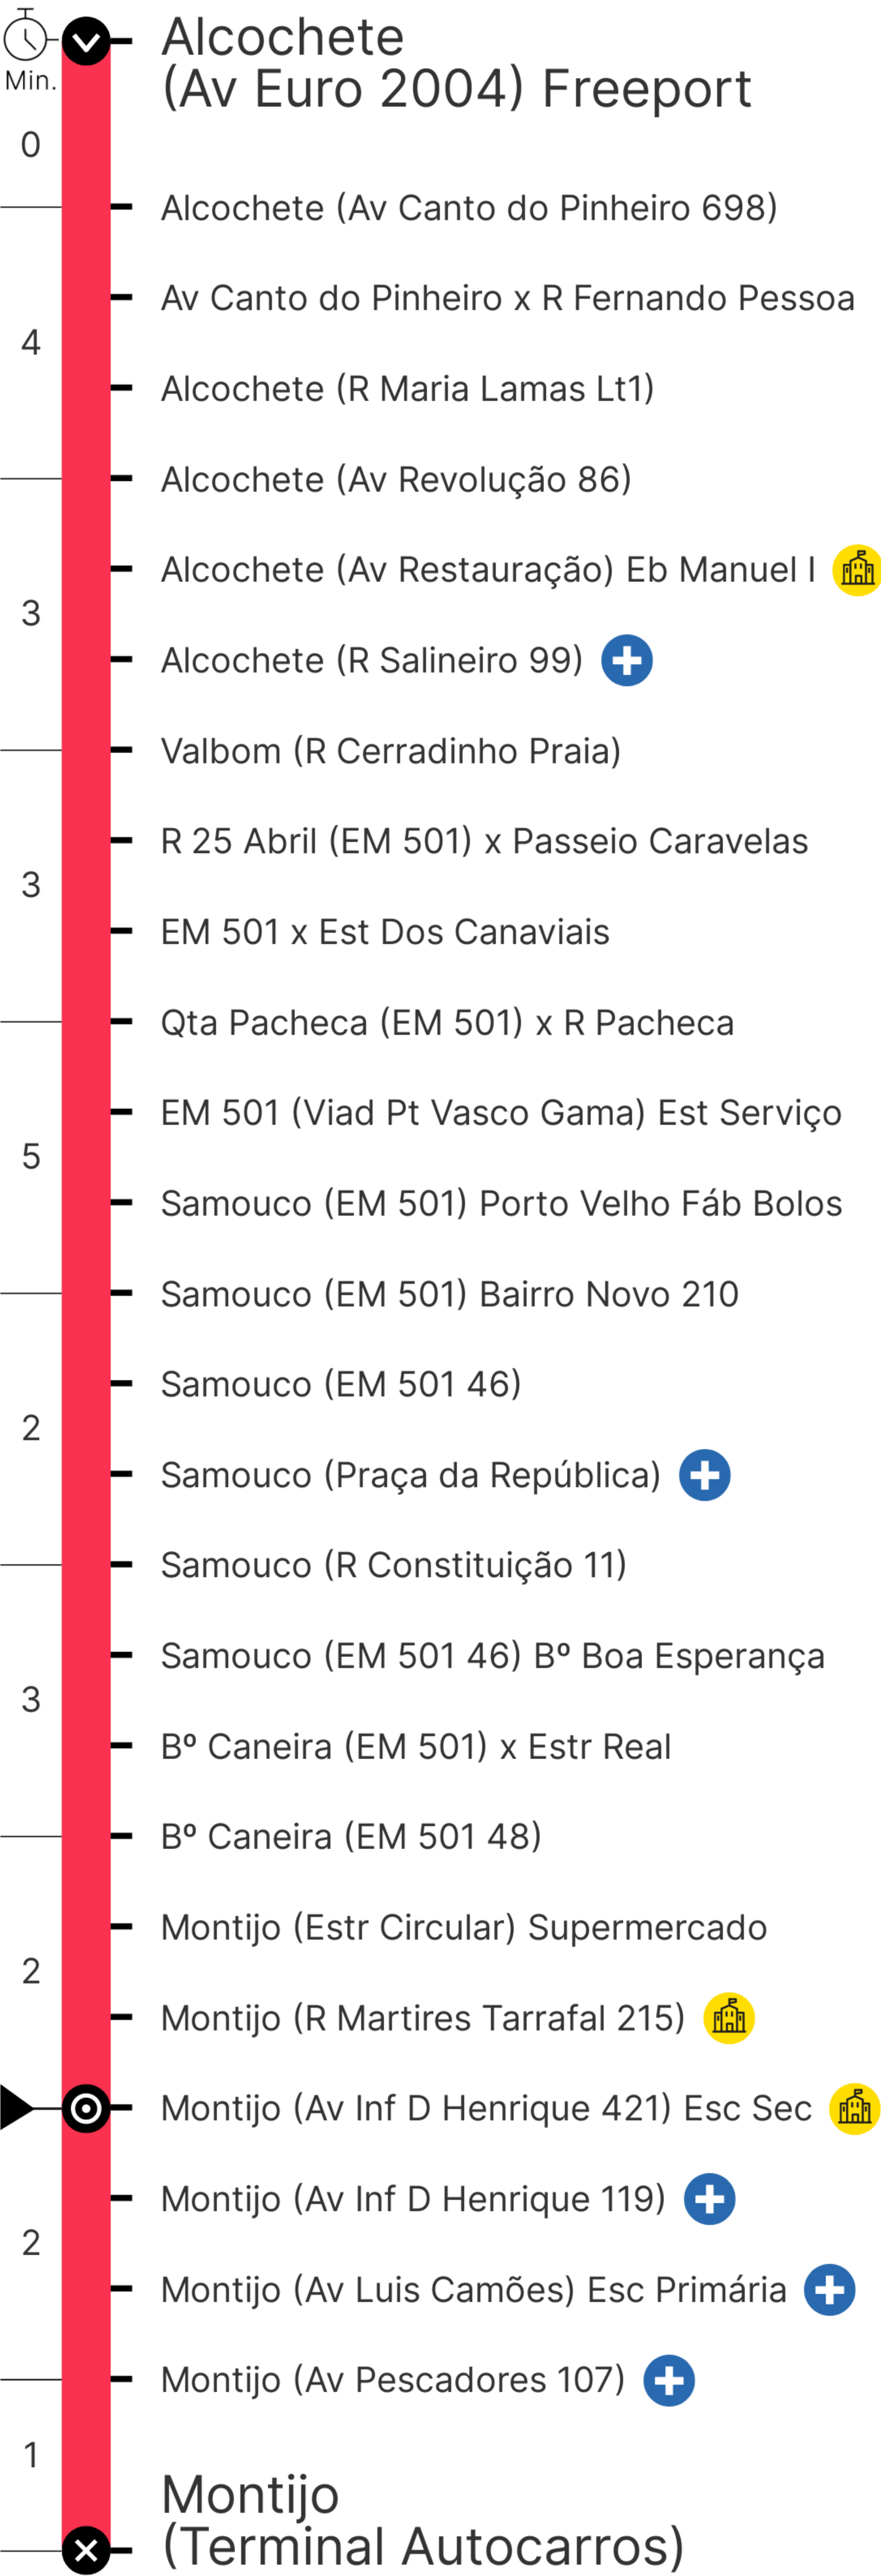 Alcochete
(Av Euro 2004) Freeport
Min.
0
Alcochete (Av Canto do Pinheiro 698)
Av Canto do Pinheiro x R Fernando Pessoa
4
Alcochete (R Maria Lamas Lt1)
Alcochete (Av Revolução 86)
Alcochete (Av Restauração) Eb Manuel I
3
Alcochete (R Salineiro 99)
Valbom (R Cerradinho Praia)
R 25 Abril (EM 501) x Passeio Caravelas
3
EM 501 x Est Dos Canaviais
Qta Pacheca (EM 501) x R Pacheca
EM 501 (Viad Pt Vasco Gama) Est Serviço
5
Samouco (EM 501) Porto Velho Fáb Bolos
Samouco (EM 501) Bairro Novo 210
Samouco (EM 501 46)
2
Samouco (Praça da República)
Samouco (R Constituição 11)
Samouco (EM 501 46) Bº Boa Esperança
3
Bº Caneira (EM 501) x Estr Real
Bº Caneira (EM 501 48)
Montijo (Estr Circular) Supermercado
2
Montijo (R Martires Tarrafal 215)
Montijo (Av Inf D Henrique 421) Esc Sec
Montijo (Av Inf D Henrique 119)
2
Montijo (Av Luis Camões) Esc Primária
Montijo (Av Pescadores 107)
1
Montijo
(Terminal Autocarros)